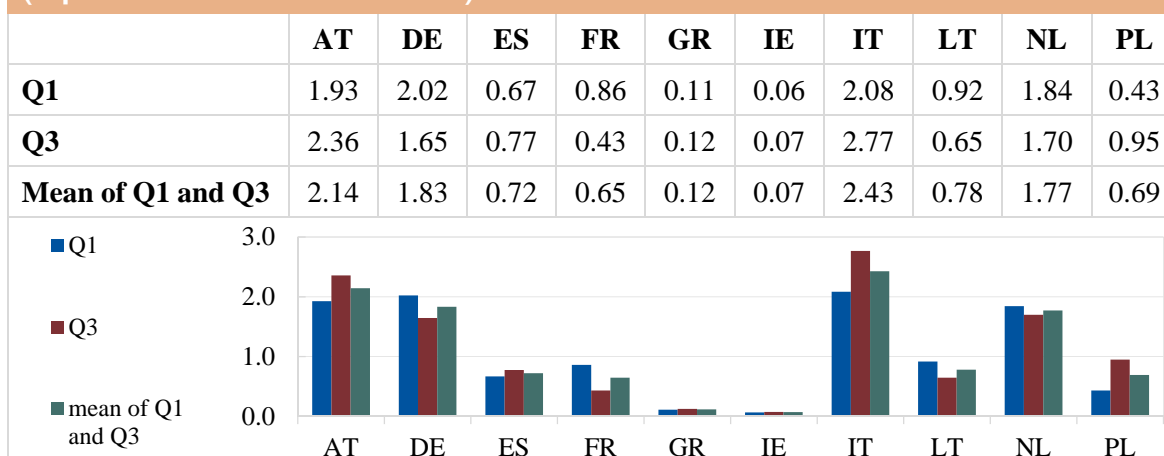 AT DE ES FR GR IE IT LT NL PL
Q1 1.93 2.02 0.67 0.86 0.11 0.06 2.08 0.92 1.84 0.43
Q3 2.36 1.65 0.77 0.43 0.12 0.07 2.77 0.65 1.70 0.95
Mean of Q1 and Q3 2.14 1.83 0.72 0.65 0.12 0.07 2.43 0.78 1.77 0.69
Q1
Q3
mean of Q1
and Q3
3.0
2.0
1.0
0.0
AT DE ES FR GR IE IT LT NL PL